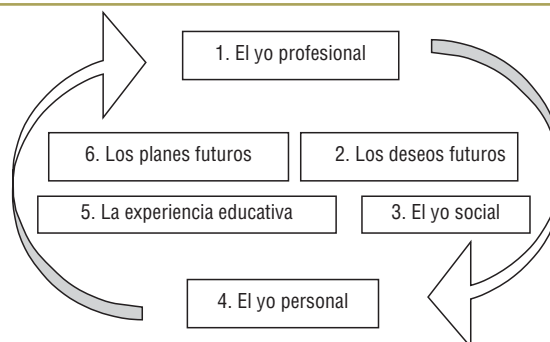 1. El yo profesional
6. Los planes futuros
2. Los deseos futuros
5. La experiencia educativa
3. El yo social
4. El yo personal